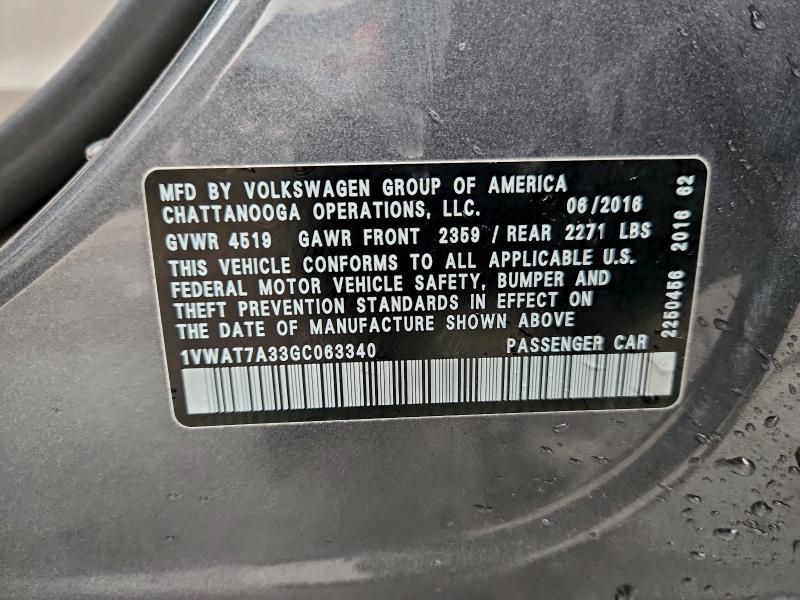 MFD BY VOLKSWAGEN GROUP OF AMERICA
CHATTANOOGA OPERATIONS, LLC. 06/2016
GVWR 4519 GAWR FRONT 2359 / REAR 2271 LBS
THIS VEHICLE CONFORMS TO ALL APPLICABLE U.S.
FEDERAL MOTOR VEHICLE SAFETY, BUMPER AND
THEFT PREVENTION STANDARDS IN EFFECT ON
THE DATE OF MANUFACTURE SHOWN ABOVE
1VWAT7A33GC063340 PASSENGER CAR
2250456 2016 02